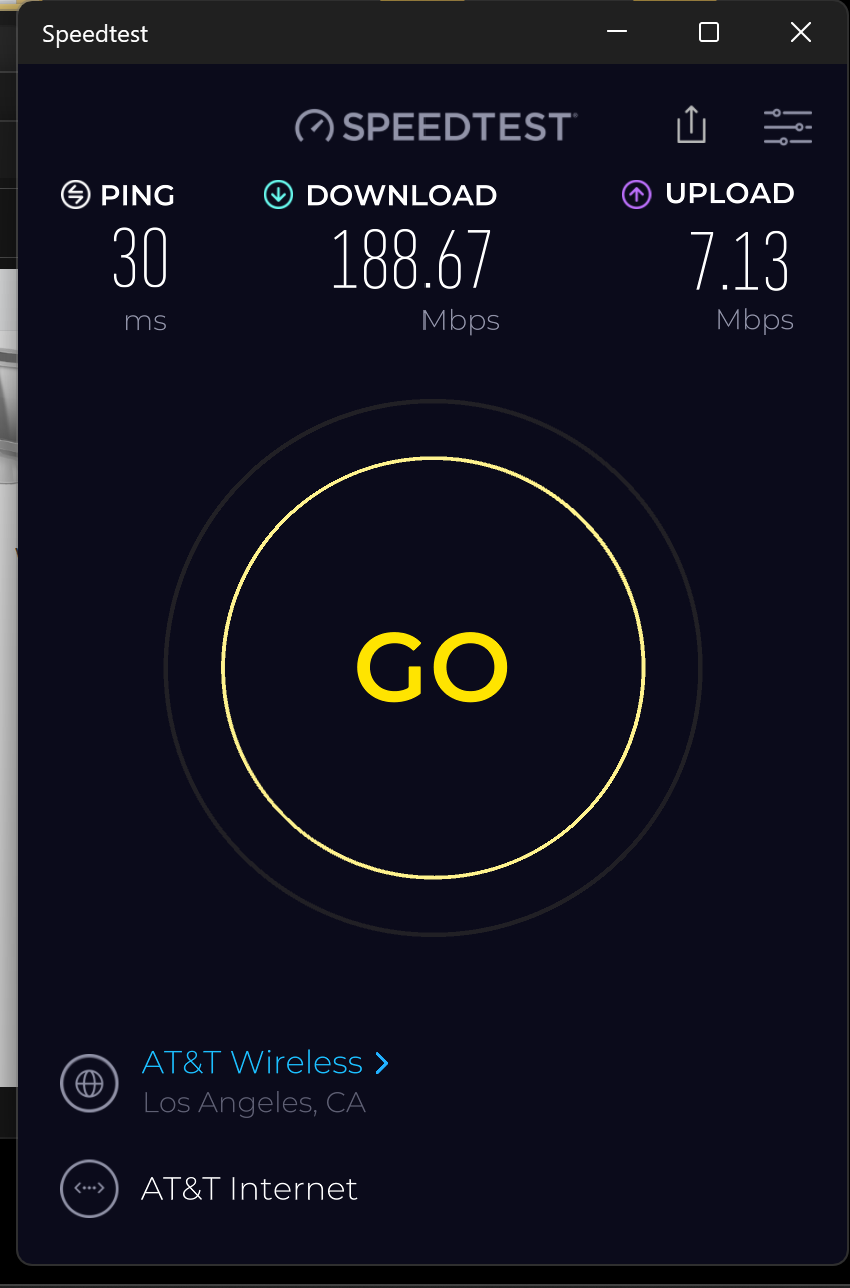 Speedtest
SPEEDTEST
PING DOWNLOAD UPLOAD
30 188.67 7.13
ms Mbps Mbps
GO
AT&T Wireless
Los Angeles, CA
AT&T Internet